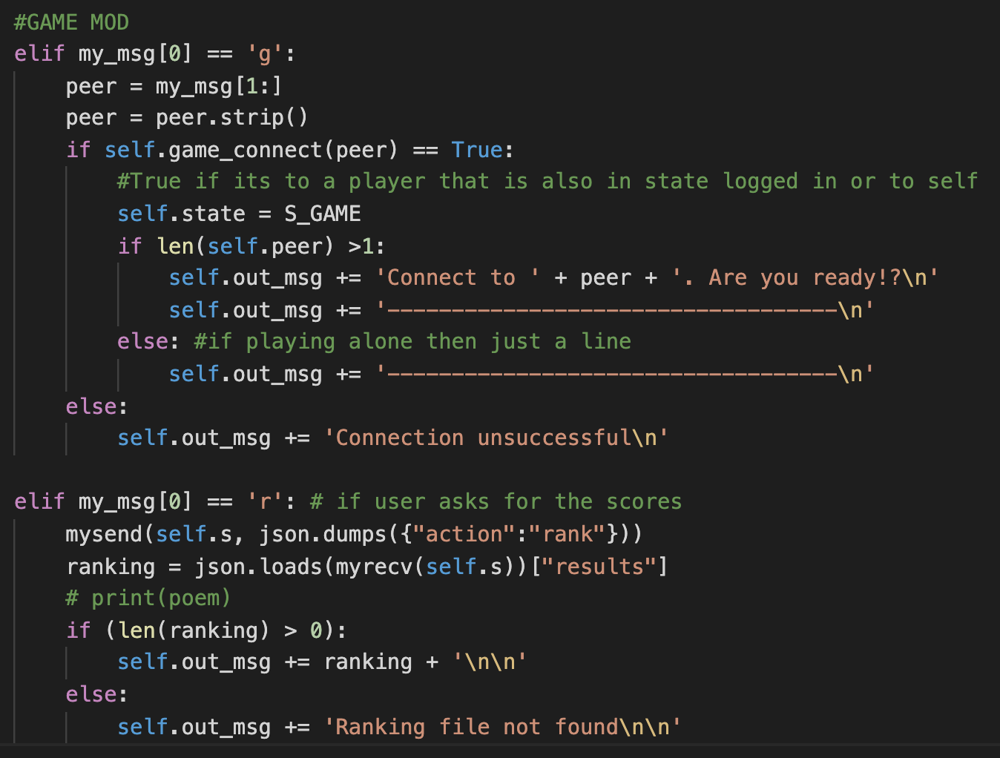 #GAME MOD
elif my_msg[0] == 'g':
    peer = my_msg[1:]
    peer = peer.strip()
    if self.game_connect(peer) == True:
        #True if its to a player that is also in state logged in or to self
        self.state = S_GAME
        if len(self.peer) >1:
            self.out_msg += 'Connect to ' + peer + '. Are you ready!?\n'
            self.out_msg += '-----------------------------------\n'
        else: #if playing alone then just a line
            self.out_msg += '-----------------------------------\n'
    else:
        self.out_msg += 'Connection unsuccessful\n'

elif my_msg[0] == 'r': # if user asks for the scores
    mysend(self.s, json.dumps({"action":"rank"}))
    ranking = json.loads(myrecv(self.s))["results"]
    # print(poem)
    if (len(ranking) > 0):
        self.out_msg += ranking + '\n\n'
    else:
        self.out_msg += 'Ranking file not found\n\n'